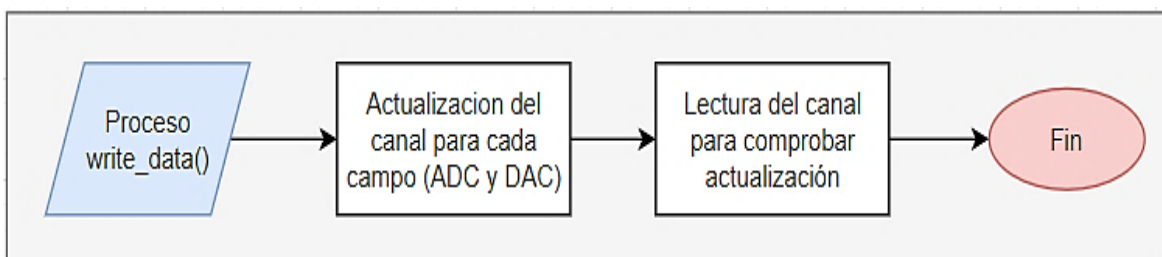 Proceso
write_data()
Actualizacion del
canal para cada
campo (ADC y DAC)
Lectura del canal
para comprobar
actualización
Fin